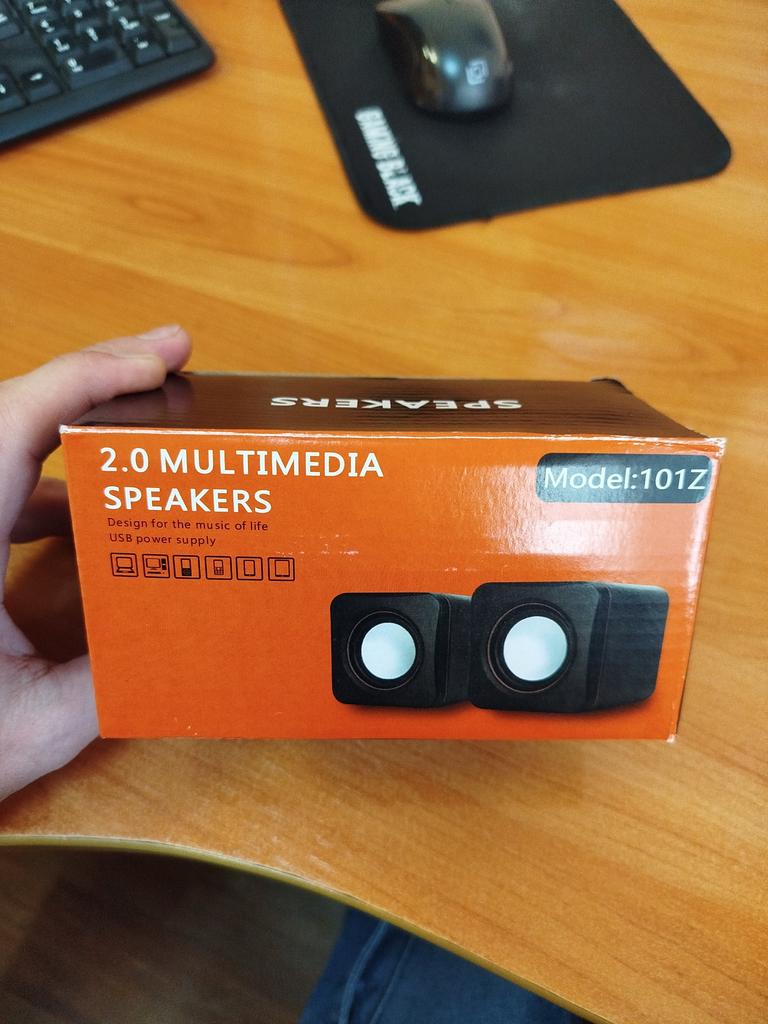 GAMING BLACK
SPEAKERS
2.0 MULTIMEDIA
SPEAKERS
Design for the music of life
USB power supply
Model:101Z